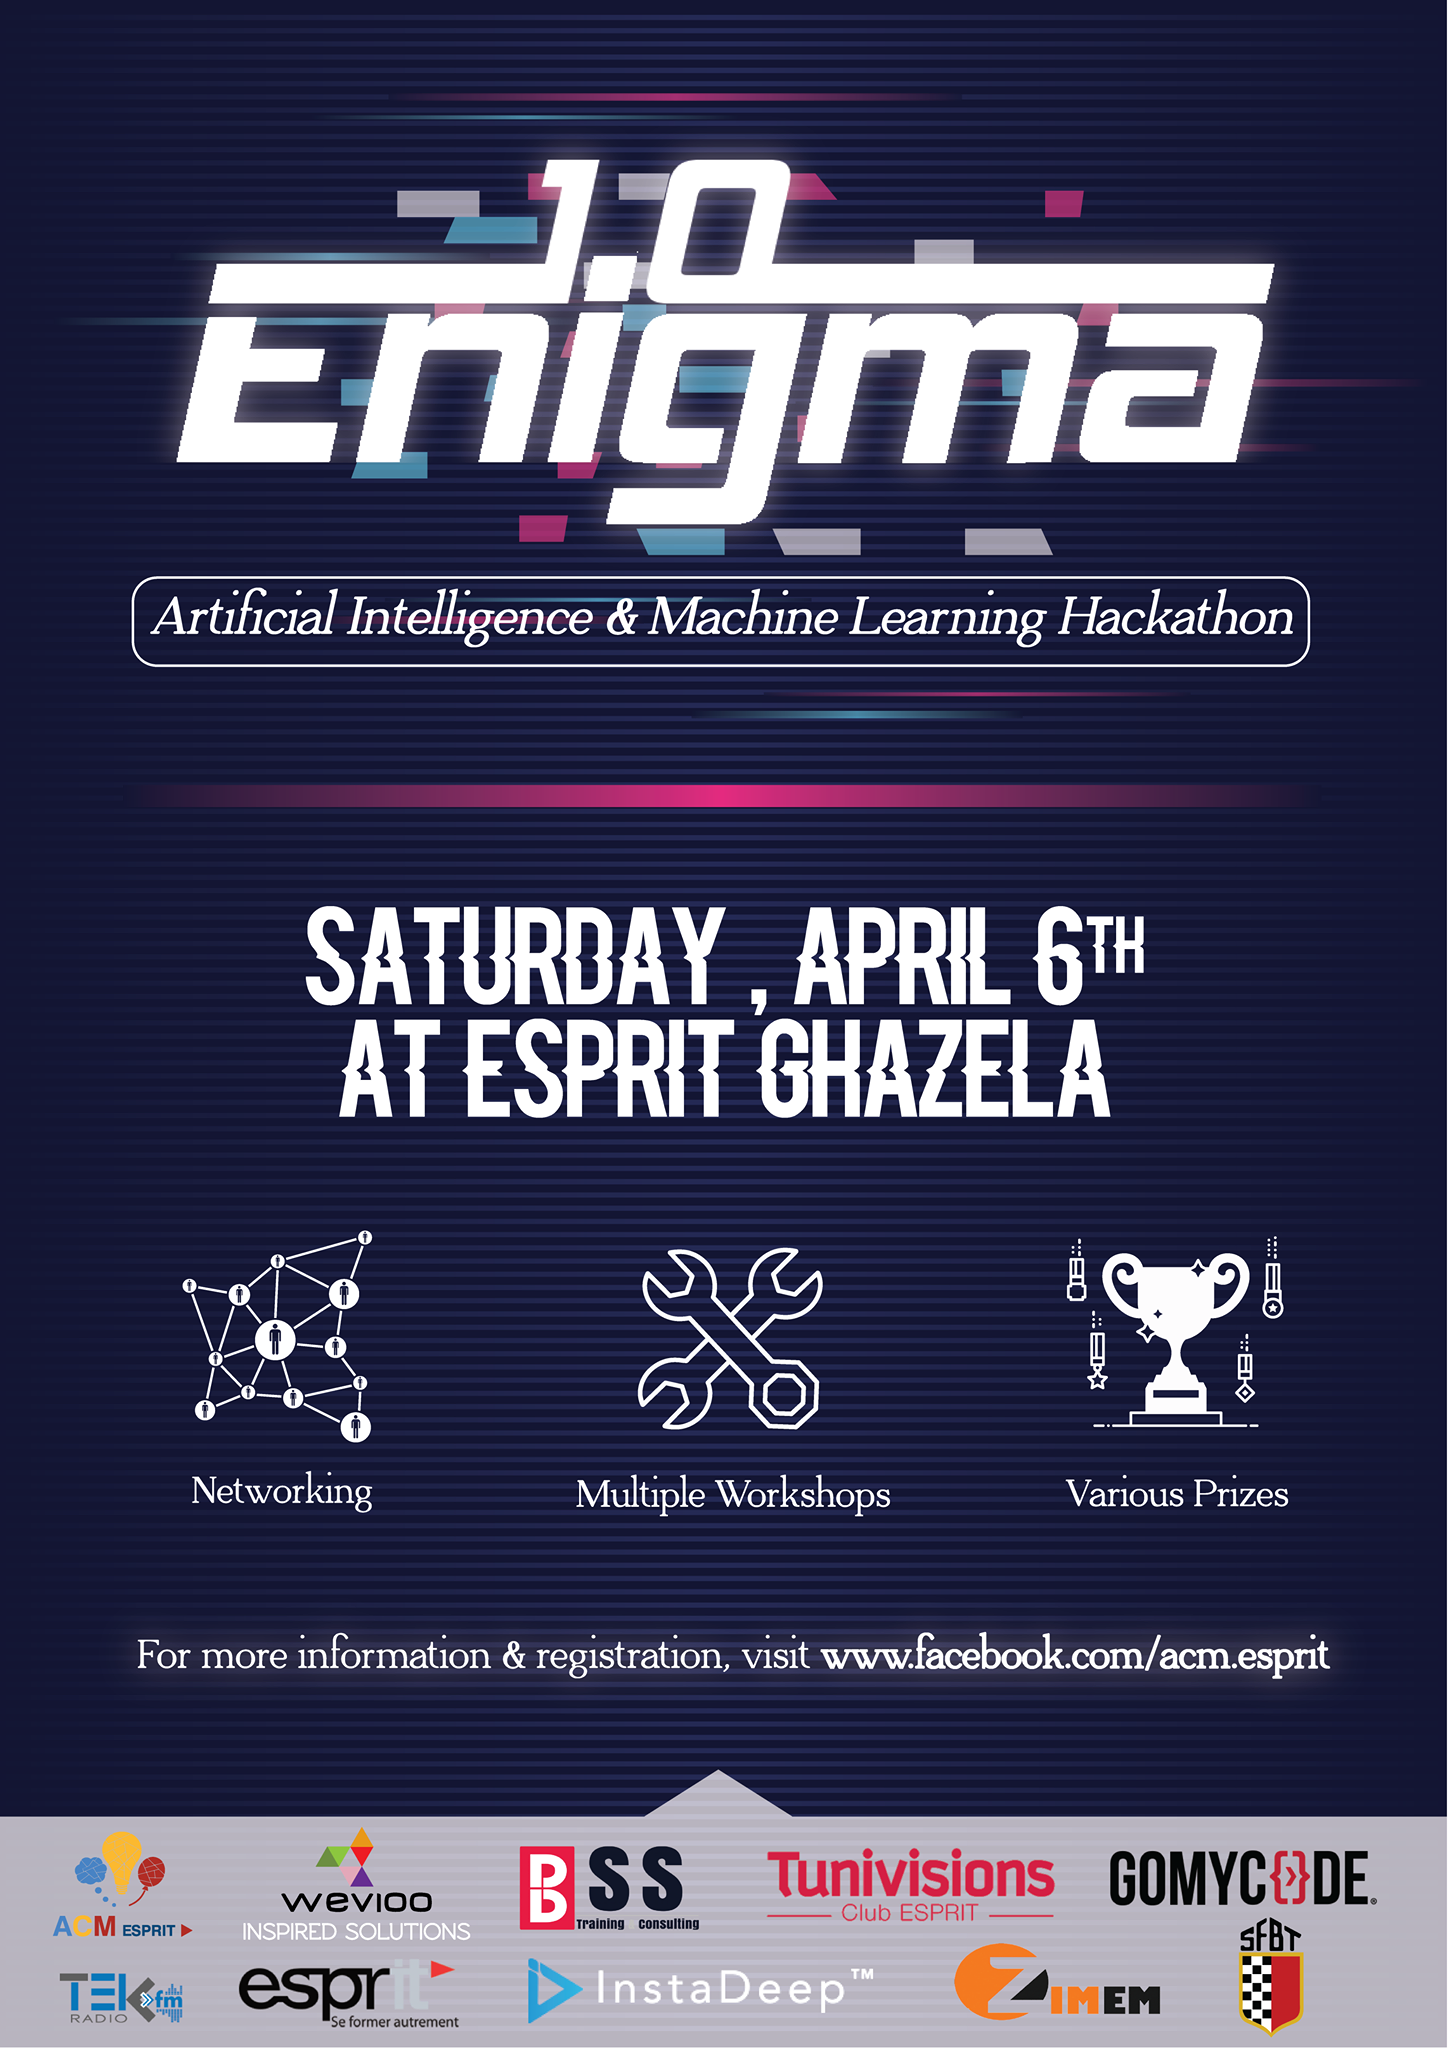 1.0
Enigma
Artificial Intelligence & Machine Learning Hackathon
SATURDAY , APRIL 6TH
AT ESPRIT GHAZELA
Networking
Multiple Workshops
Various Prizes
For more information & registration, visit www.facebook.com/acm.esprit
ACM ESPRIT
wevioo
INSPIRED SOLUTIONS
BSS
Training Consulting
Tunivisions
Club ESPRIT
GOMYC{}DE®
TEK fm
RADIO
esprit
Se former autrement
InstaDeep™
ZIMEM
SFBT